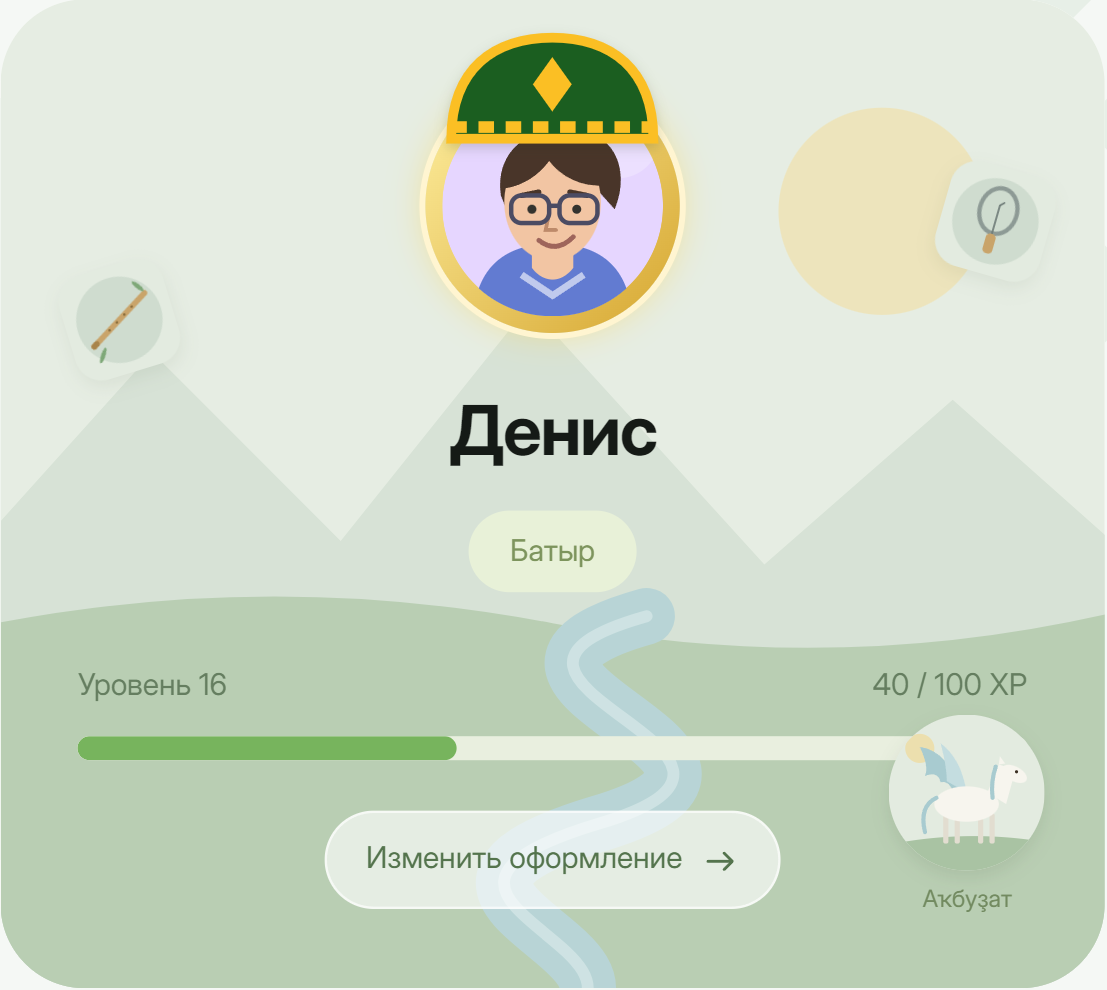 Денис
Батыр
Уровень 16
40 / 100 XP
Изменить оформление →
Аҡбуҙат